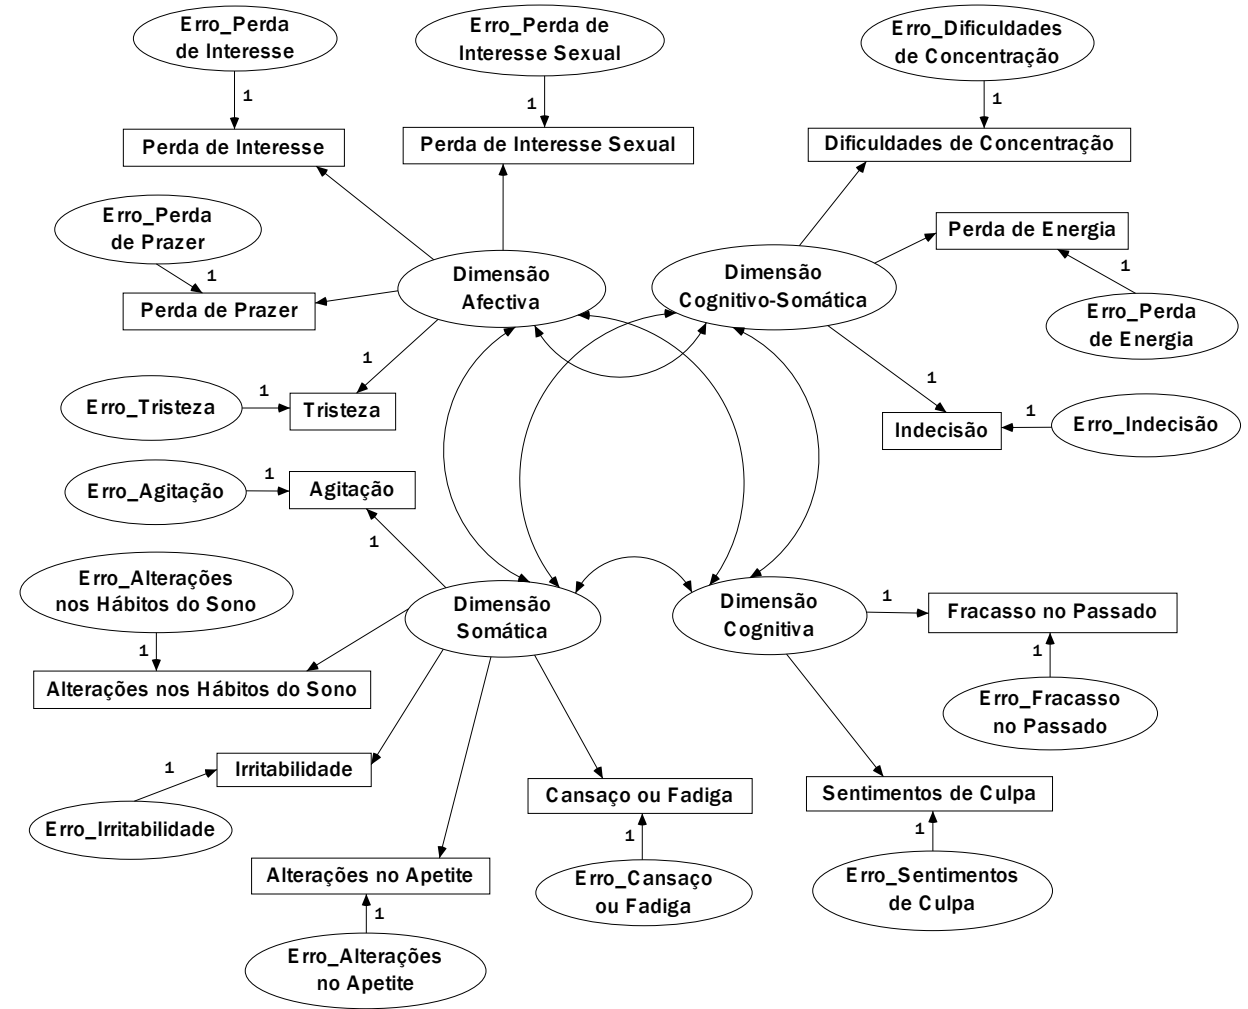 Erro_Perda
de Interesse
1
Perda de Interesse
Erro_Perda de
Interesse Sexual
1
Perda de Interesse Sexual
Erro_Dificuldades
de Concentração
1
Dificuldades de Concentração
Erro_Perda
de Prazer
1
Perda de Prazer
Dimensão
Afectiva
Dimensão
Cognitivo-Somática
Perda de Energia
1
Erro_Perda
de Energia
1
Erro_Tristeza
1
Tristeza
1
Indecisão
1
Erro_Indecisão
Erro_Agitação
1
Agitação
1
Erro_Alterações
nos Hábitos do Sono
1
Alterações nos Hábitos do Sono
Dimensão
Somática
Dimensão
Cognitiva
1
Fracasso no Passado
1
Erro_Fracasso
no Passado
Irritabilidade
1
Erro_Irritabilidade
Cansaço ou Fadiga
1
Erro_Cansaço
ou Fadiga
Sentimentos de Culpa
1
Erro_Sentimentos
de Culpa
Alterações no Apetite
1
Erro_Alterações
no Apetite